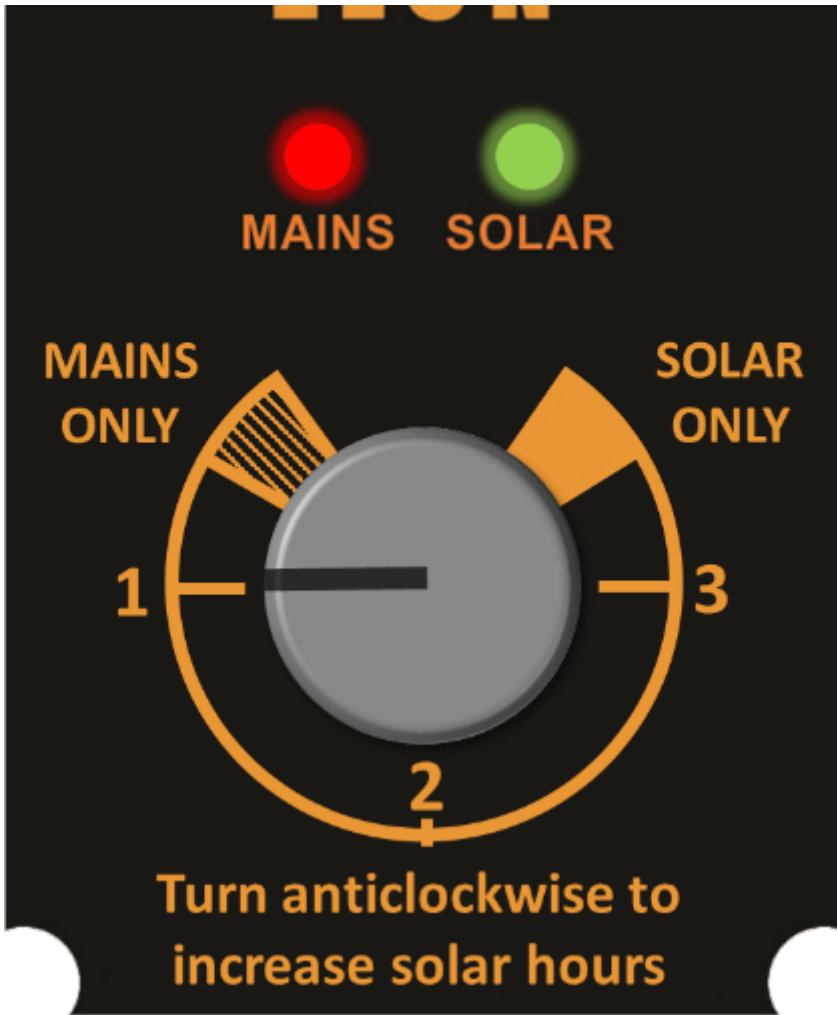 MAINS SOLAR
MAINS
ONLY
SOLAR
ONLY
1
3
2
Turn anticlockwise to
increase solar hours